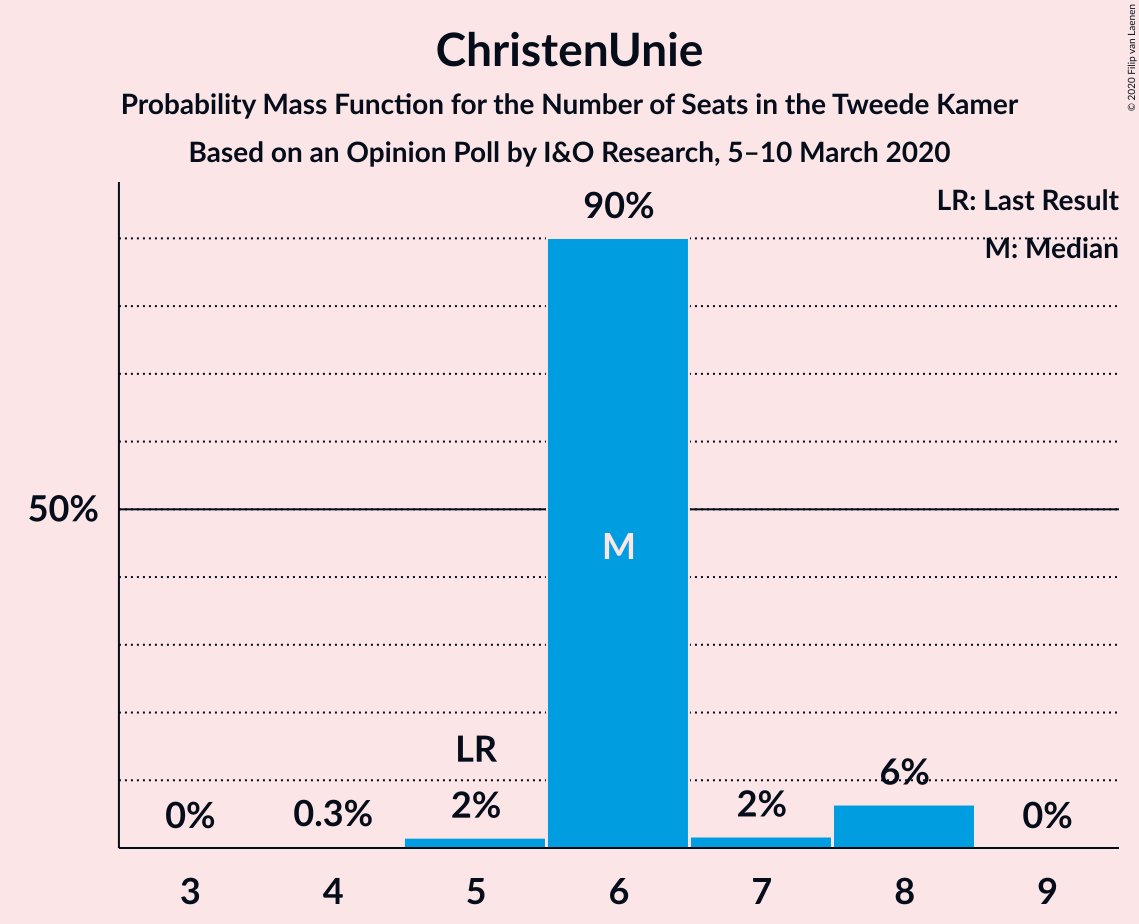 ChristenUnie
Probability Mass Function for the Number of Seats in the Tweede Kamer
Based on an Opinion Poll by I&O Research, 5–10 March 2020
© 2020 Filip van Laenen
LR: Last Result
M: Median
90%
50%
M
LR
0%
0.3%
2%
2%
6%
0%
3 4 5 6 7 8 9